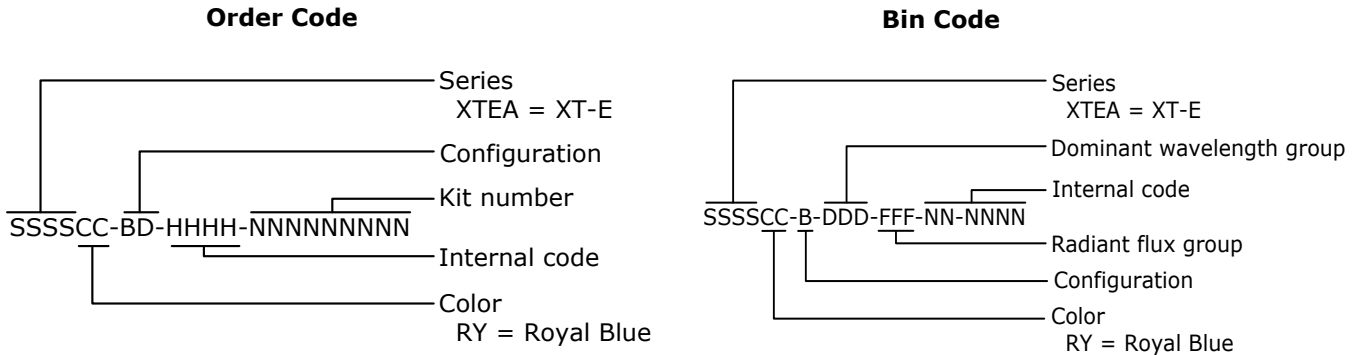 Order Code
Series
XTEA = XT-E
Configuration
Kit number
SSSSCC-BD-HHHH-NNNNNNNNNN
Internal code
Color
RY = Royal Blue
Bin Code
Series
XTEA = XT-E
Dominant wavelength group
Internal code
SSSSCC-B-DDD-FFF-NN-NNNN
Radiant flux group
Configuration
Color
RY = Royal Blue